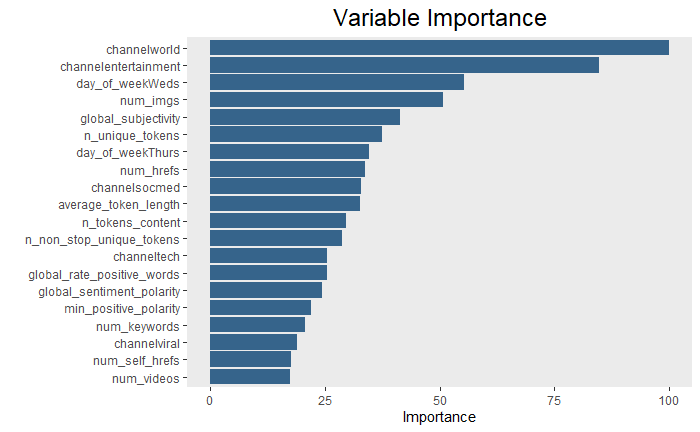 Variable Importance
channelworld
channelentertainment
day_of_weekWeds
num_imgs
global_subjectivity
n_unique_tokens
day_of_weekThurs
num_hrefs
channelsocmed
average_token_length
n_tokens_content
n_non_stop_unique_tokens
channeltech
global_rate_positive_words
global_sentiment_polarity
min_positive_polarity
num_keywords
channelviral
num_self_hrefs
num_videos
0 25 50 75 100
Importance